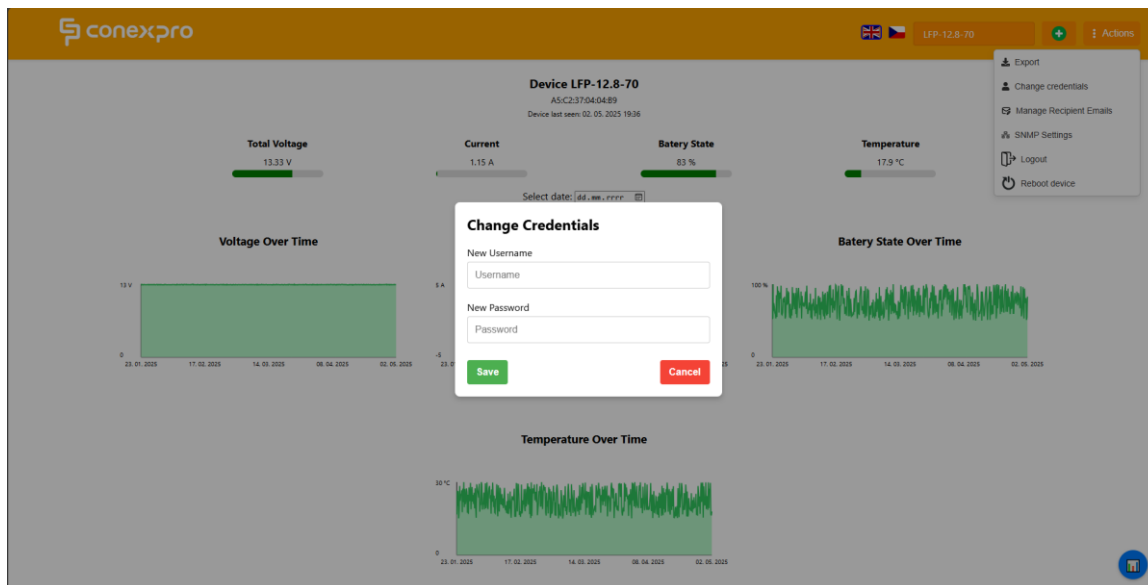 conexpro
LFP-12.8-70
Actions
Export
Change credentials
Manage Recipient Emails
SNMP Settings
Logout
Reboot device
Device LFP-12.8-70
A5:C2:37:04:04:B9
Device last seen: 02. 05. 2025 19:36
Total Voltage
13.33 V
Current
1.15 A
Batery State
83 %
Temperature
17.9 °C
Select date: dd.mm.rrrr
Change Credentials
New Username
Username
New Password
Password
Save
Cancel
Voltage Over Time
13 V
0
23. 01. 2025 17. 02. 2025 14. 03. 2025 08. 04. 2025 02. 05. 2025
5 A
-5
23. 0
25
Batery State Over Time
100 %
0
23. 01. 2025 17. 02. 2025 14. 03. 2025 08. 04. 2025 02. 05. 2025
Temperature Over Time
30 °C
0
23. 01. 2025 17. 02. 2025 14. 03. 2025 08. 04. 2025 02. 05. 2025